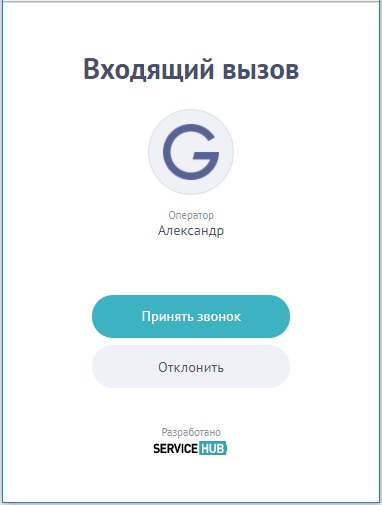 Входящий вызов
G
Оператор
Александр
Принять звонок
Отклонить
Разработано
SERVICE HUB